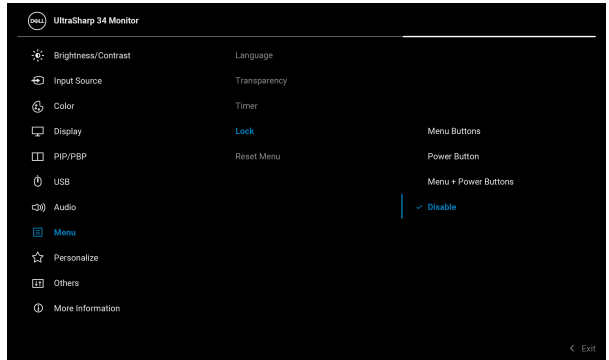 DELL UltraSharp 34 Monitor
Brightness/Contrast Language
Input Source Transparency
Color Timer
Display Lock Menu Buttons
PIP/PBP Reset Menu Power Button
USB Menu + Power Buttons
Audio Disable
Menu
Personalize
Others
More Information
Exit